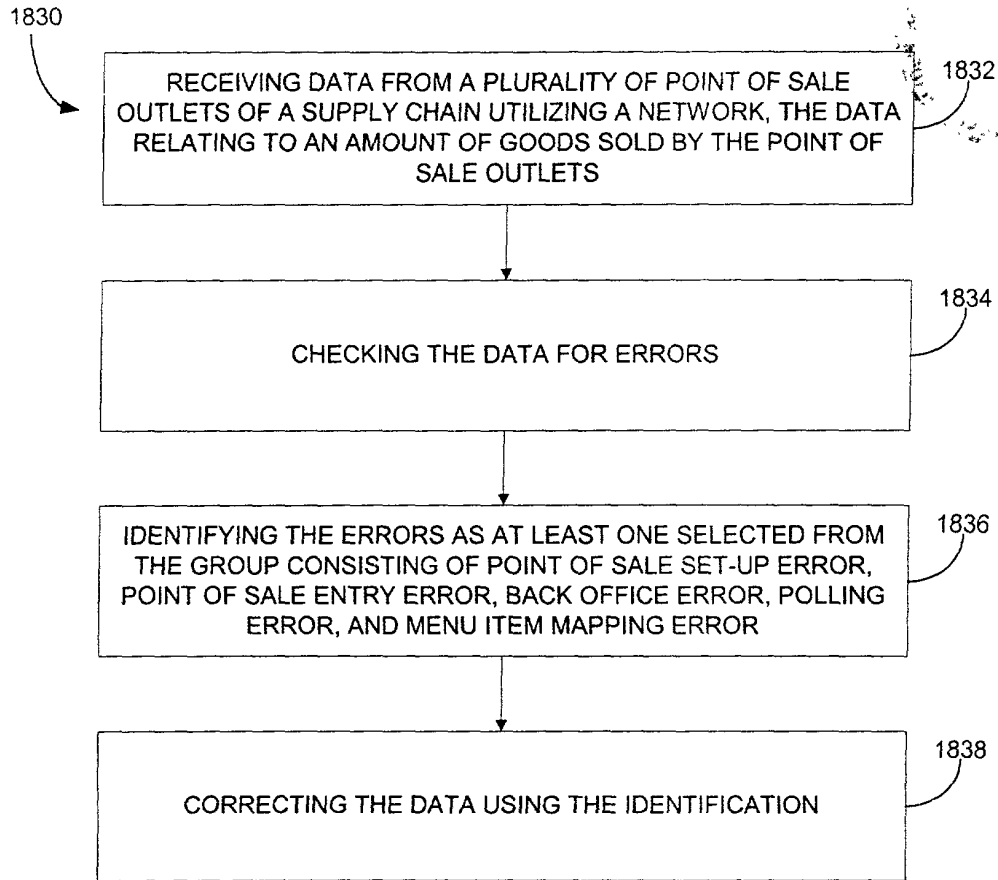 1830
RECEIVING DATA FROM A PLURALITY OF POINT OF SALE
OUTLETS OF A SUPPLY CHAIN UTILIZING A NETWORK, THE DATA
RELATING TO AN AMOUNT OF GOODS SOLD BY THE POINT OF
SALE OUTLETS
1832
CHECKING THE DATA FOR ERRORS
1834
IDENTIFYING THE ERRORS AS AT LEAST ONE SELECTED FROM
THE GROUP CONSISTING OF POINT OF SALE SET-UP ERROR,
POINT OF SALE ENTRY ERROR, BACK OFFICE ERROR, POLLING
ERROR, AND MENU ITEM MAPPING ERROR
1836
CORRECTING THE DATA USING THE IDENTIFICATION
1838